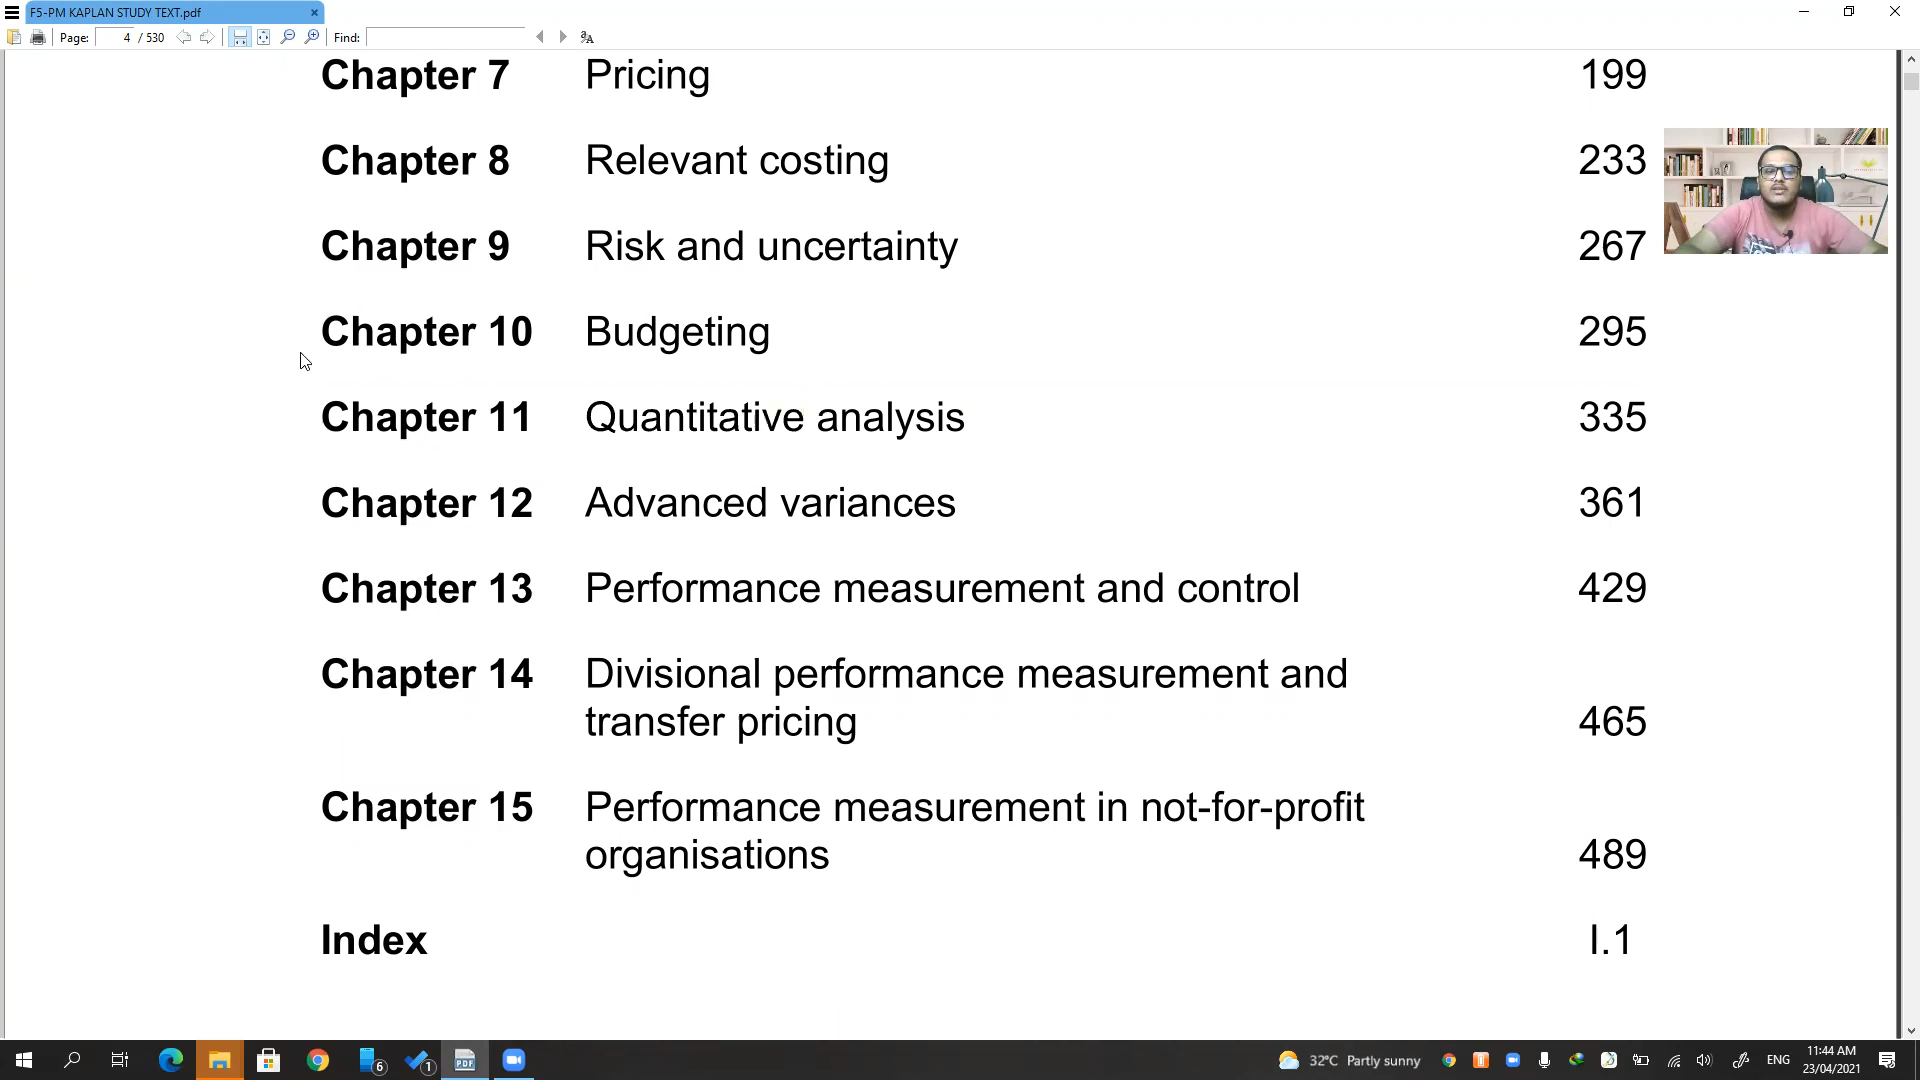 F5-PM KAPLAN STUDY TEXT.pdf
Page: 4 / 530 Find:
Chapter 7 Pricing 199
Chapter 8 Relevant costing 233
Chapter 9 Risk and uncertainty 267
Chapter 10 Budgeting 295
Chapter 11 Quantitative analysis 335
Chapter 12 Advanced variances 361
Chapter 13 Performance measurement and control 429
Chapter 14 Divisional performance measurement and
transfer pricing 465
Chapter 15 Performance measurement in not-for-profit
organisations 489
Index I.1
6 1 PDF 32°C Partly sunny ENG 11:44 AM
23/04/2021